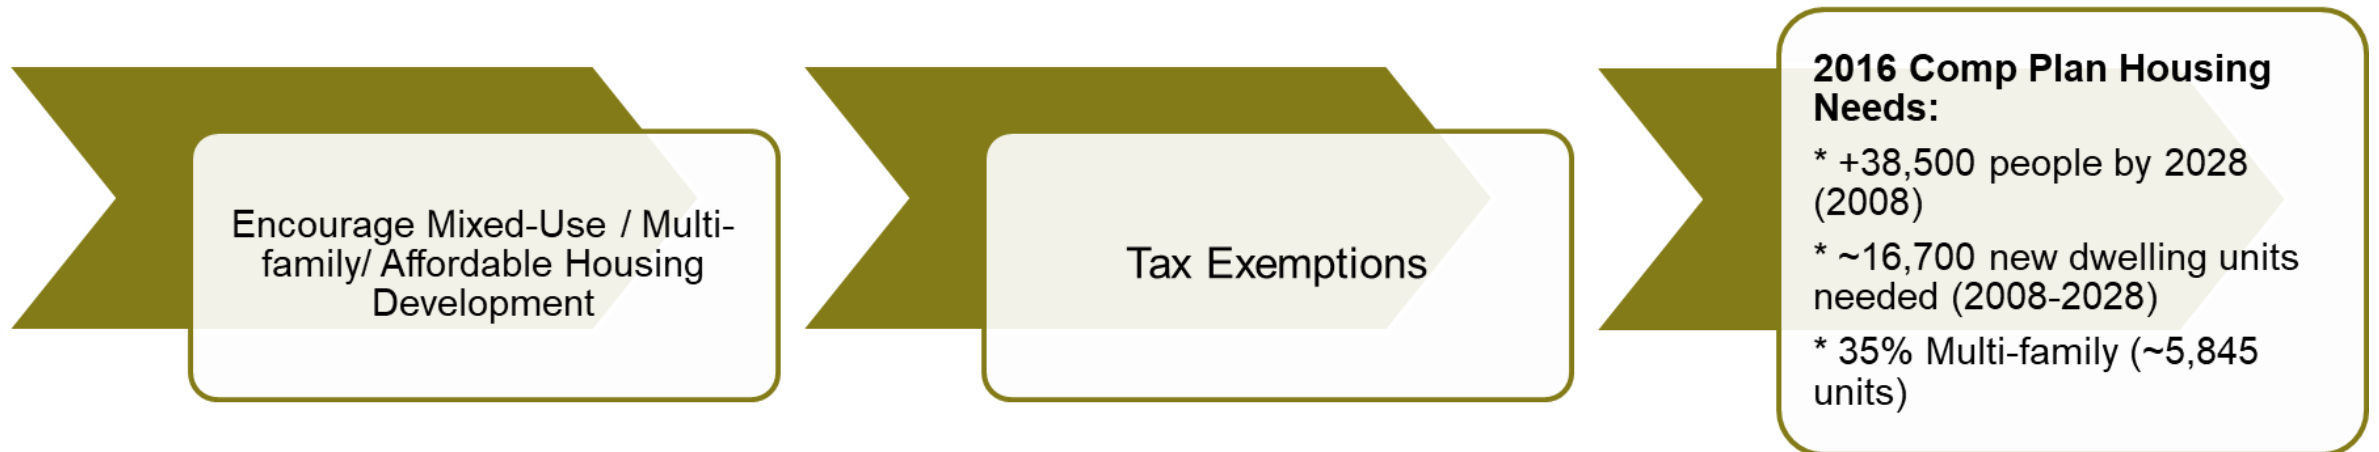 Encourage Mixed-Use / Multi-
family/ Affordable Housing
Development
Tax Exemptions
2016 Comp Plan Housing
Needs:
* +38,500 people by 2028
(2008)
* ~16,700 new dwelling units
needed (2008-2028)
* 35% Multi-family (~5,845
units)